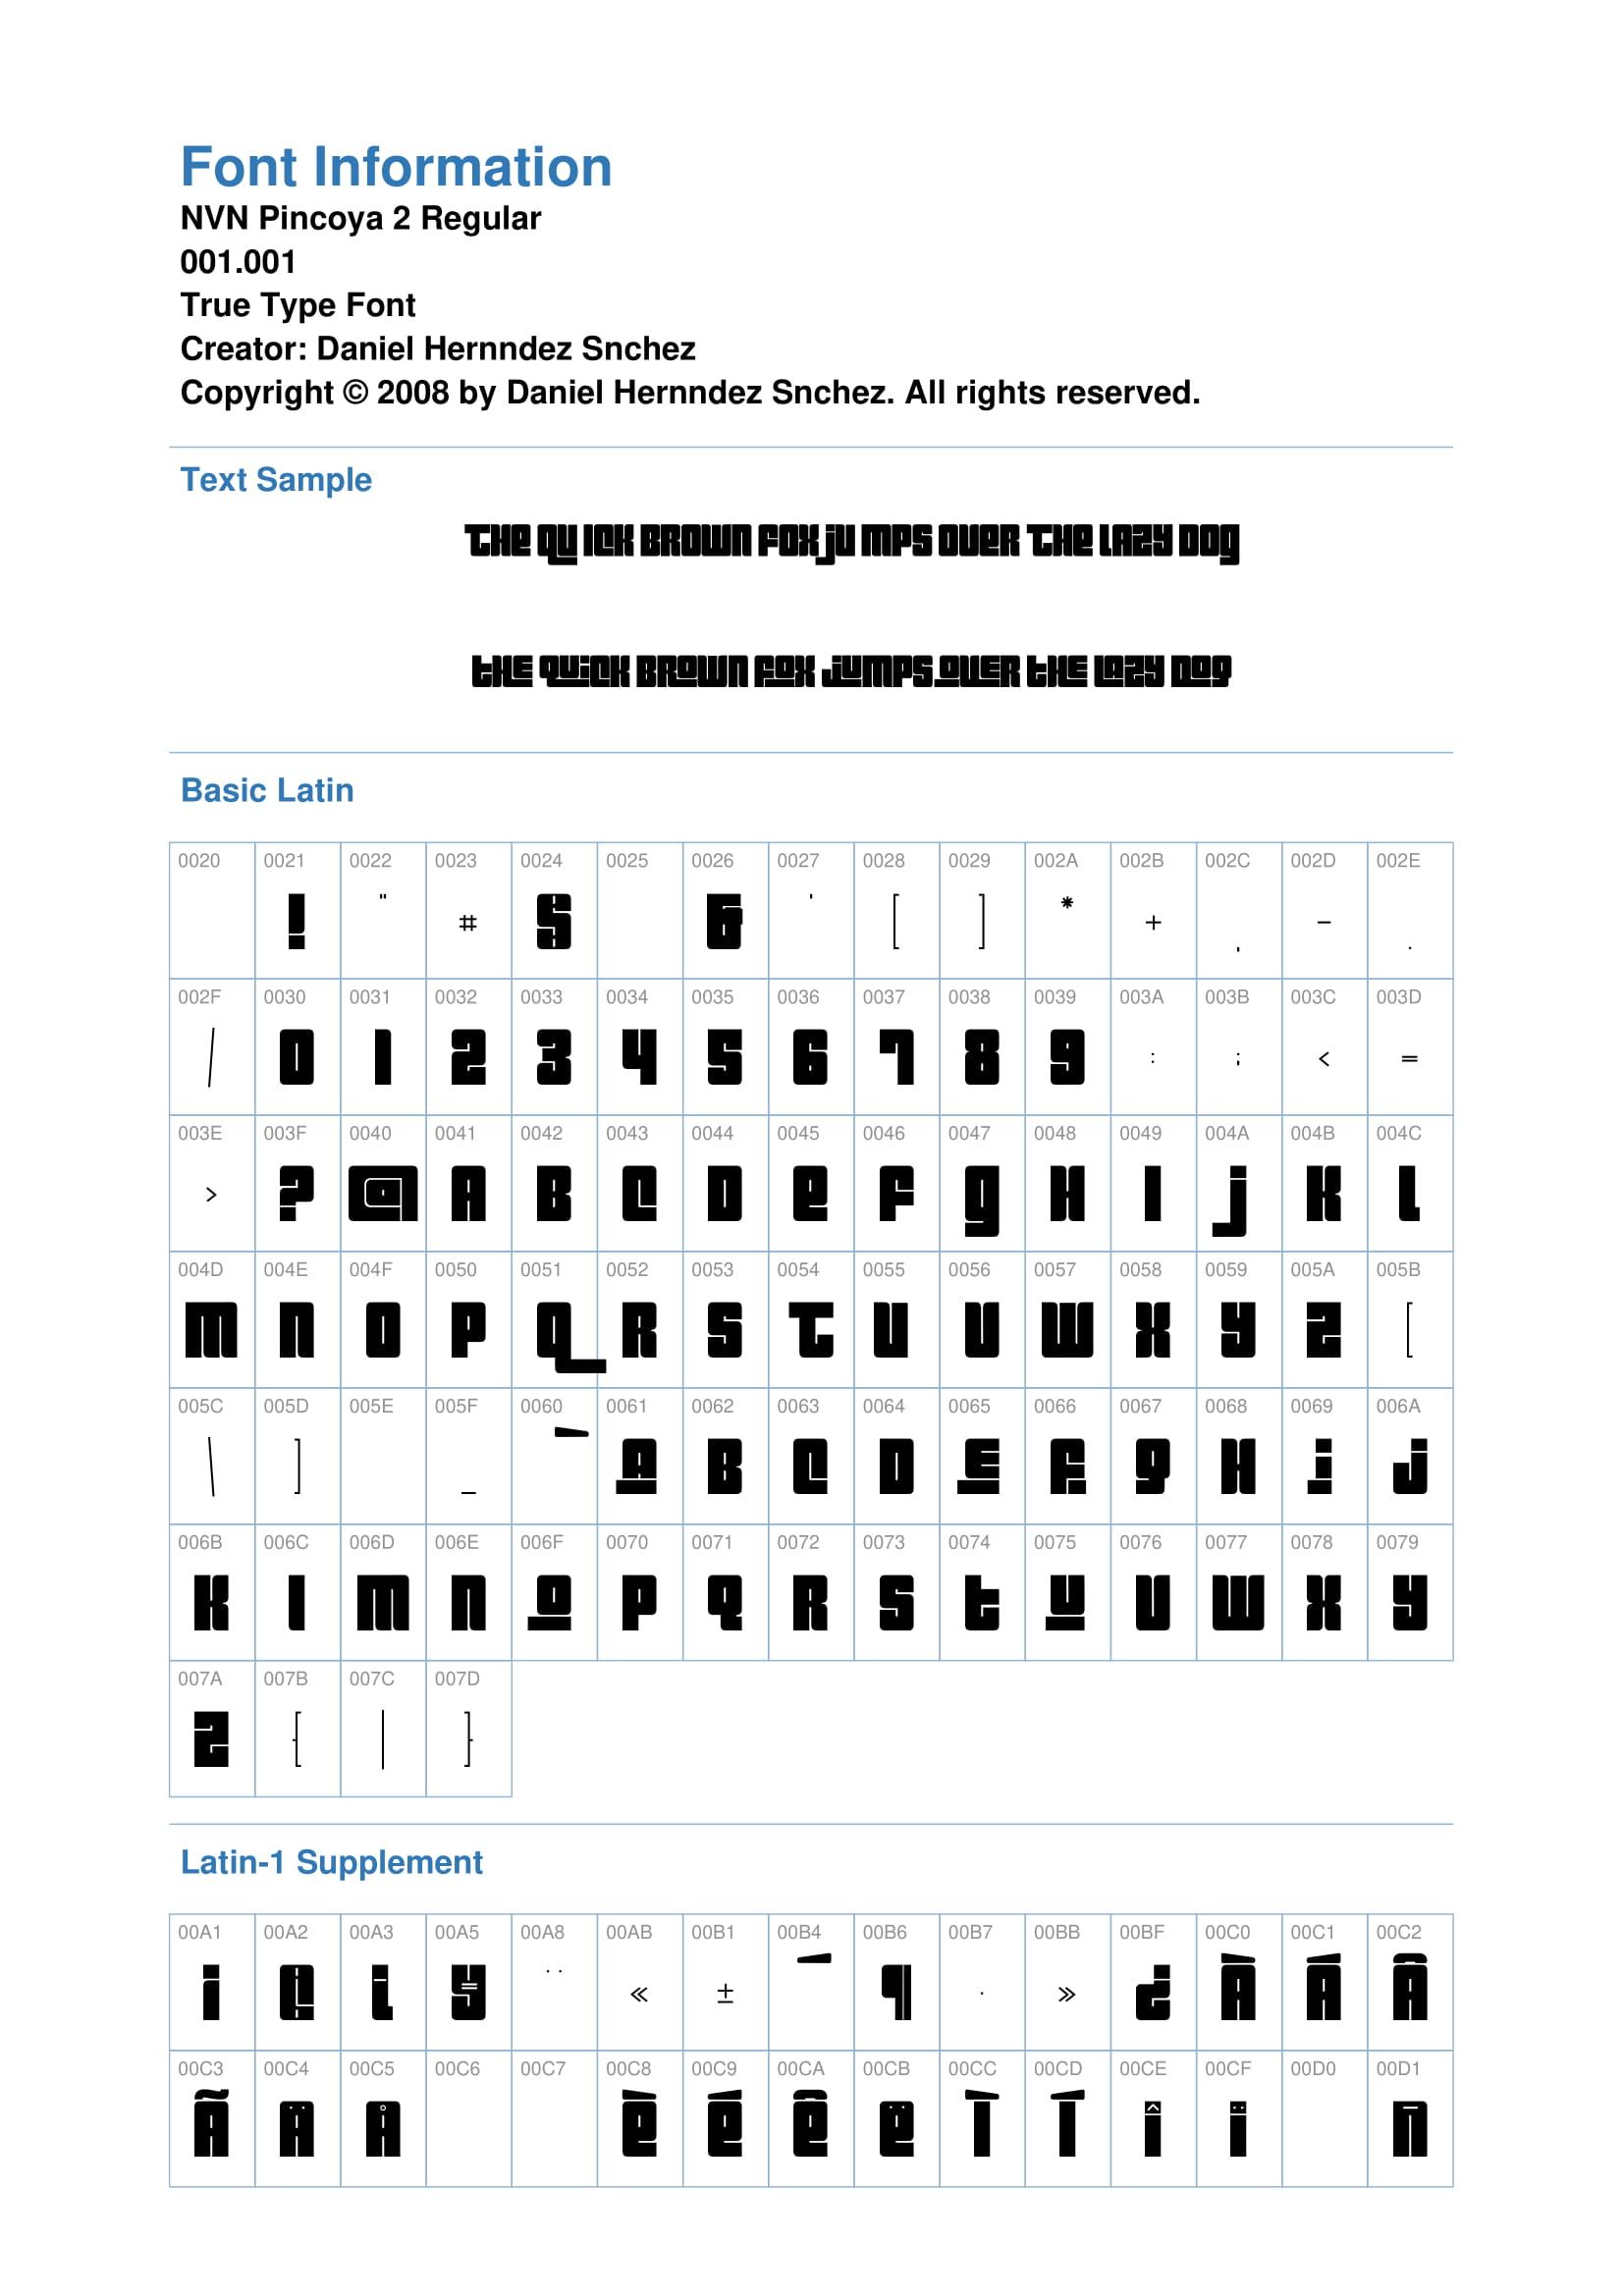 Font Information
NVN Pincoya 2 Regular
001.001
True Type Font
Creator: Daniel Hernndez Snchez
Copyright © 2008 by Daniel Hernndez Snchez. All rights reserved.
Text Sample
THe QU ICK BROWN FOX jU MPS OVeR THe lAZY DOg
tHE QUiCK BROWN FOX JUMPS OVER tHE LAZY DOg
Basic Latin
0020 0021 0022 0023 0024 0025 0026 0027 0028 0029 002A 002B 002C 002D 002E
! " # $ & ' [ ] * + , - .
002F 0030 0031 0032 0033 0034 0035 0036 0037 0038 0039 003A 003B 003C 003D
/ 0 1 2 3 4 5 6 7 8 9 : ; < =
003E 003F 0040 0041 0042 0043 0044 0045 0046 0047 0048 0049 004A 004B 004C
> ? @ A B C D e F g H I j K l
004D 004E 004F 0050 0051 0052 0053 0054 0055 0056 0057 0058 0059 005A 005B
M N O P Q R S T U V W X Y Z [
005C 005D 005E 005F 0060 0061 0062 0063 0064 0065 0066 0067 0068 0069 006A
\ ] _ ` A B C D E F g H i J
006B 006C 006D 006E 006F 0070 0071 0072 0073 0074 0075 0076 0077 0078 0079
K l M N O P Q R S t U V W X Y
007A 007B 007C 007D
Z { | }
Latin-1 Supplement
00A1 00A2 00A3 00A5 00A8 00AB 00B1 00B4 00B6 00B7 00BB 00BF 00C0 00C1 00C2
¡ ¢ £ ¥ ¨ « ± ´ ¶ · » ¿ À Á Â
00C3 00C4 00C5 00C6 00C7 00C8 00C9 00CA 00CB 00CC 00CD 00CE 00CF 00D0 00D1
Ã Ä Å è é ê ë Ì Í Î Ï Ñ